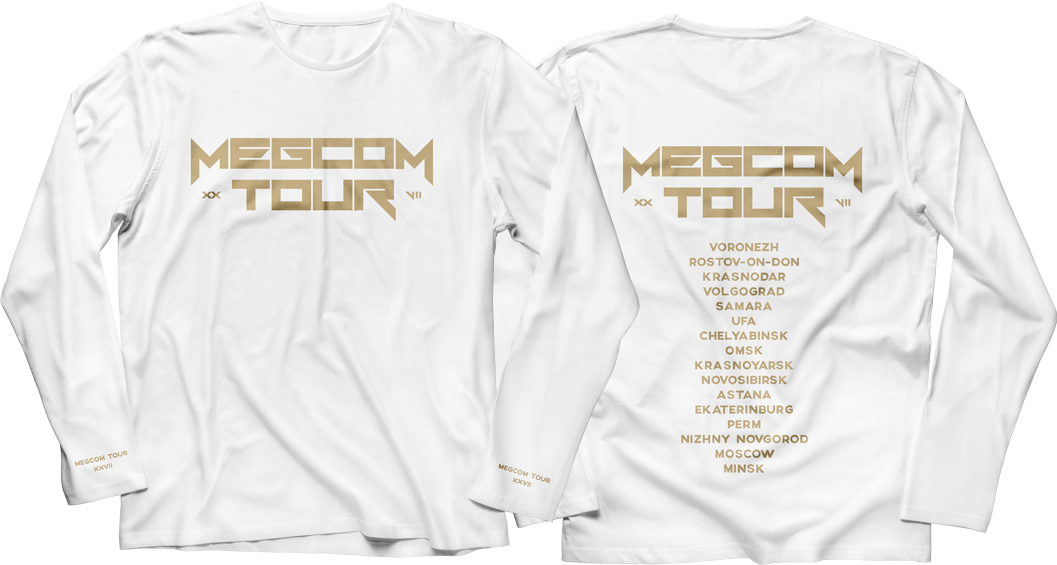 MEGCOM
XX TOUR VII
MEGCOM TOUR
XXVII
MEGCOM TOUR
XXVII
MEGCOM
XX TOUR VII
VORONEZH
ROSTOV-ON-DON
KRASNODAR
VOLGOGRAD
SAMARA
UFA
CHELYABINSK
OMSK
KRASNOYARSK
NOVOSIBIRSK
ASTANA
EKATERINBURG
PERM
NIZHNY NOVGOROD
MOSCOW
MINSK